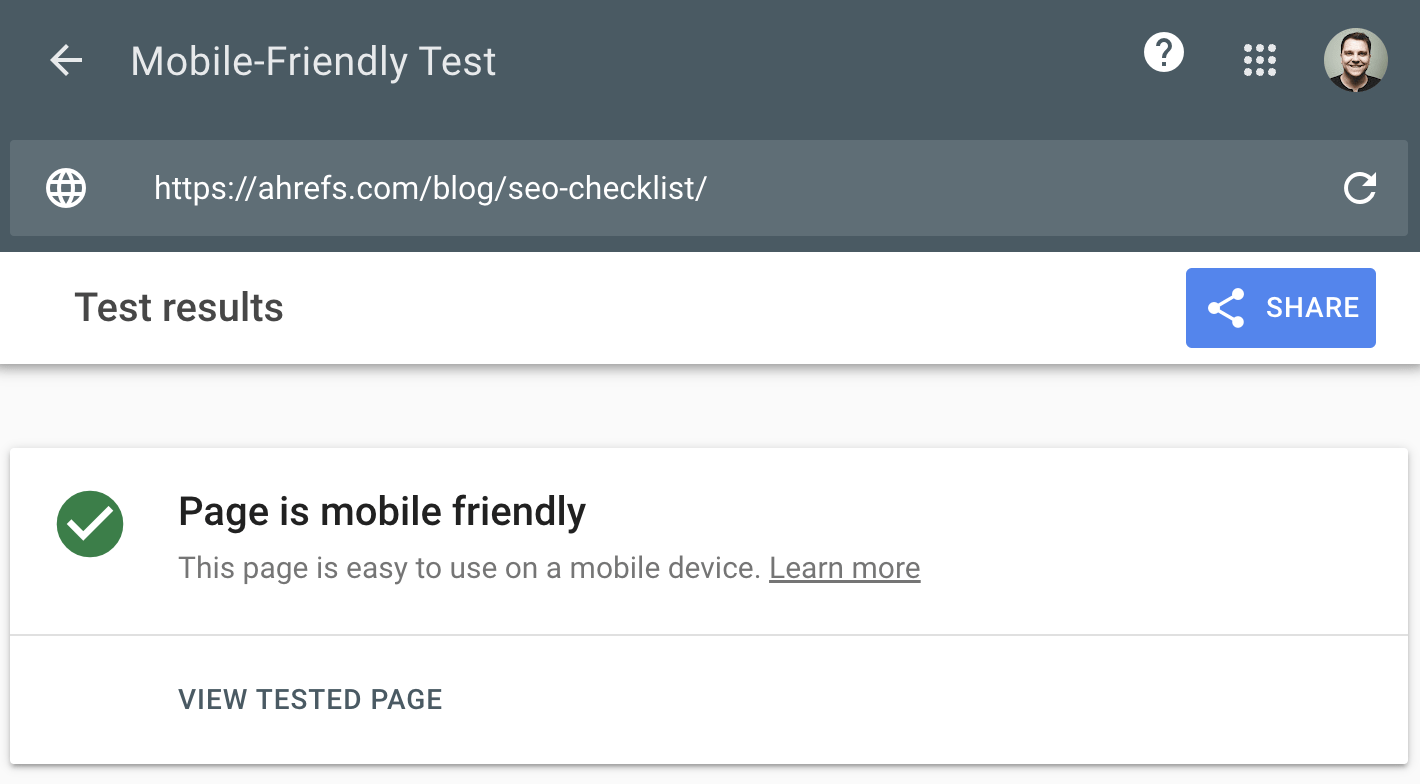 Mobile-Friendly Test
https://ahrefs.com/blog/seo-checklist/
Test results
SHARE
Page is mobile friendly
This page is easy to use on a mobile device. Learn more
VIEW TESTED PAGE